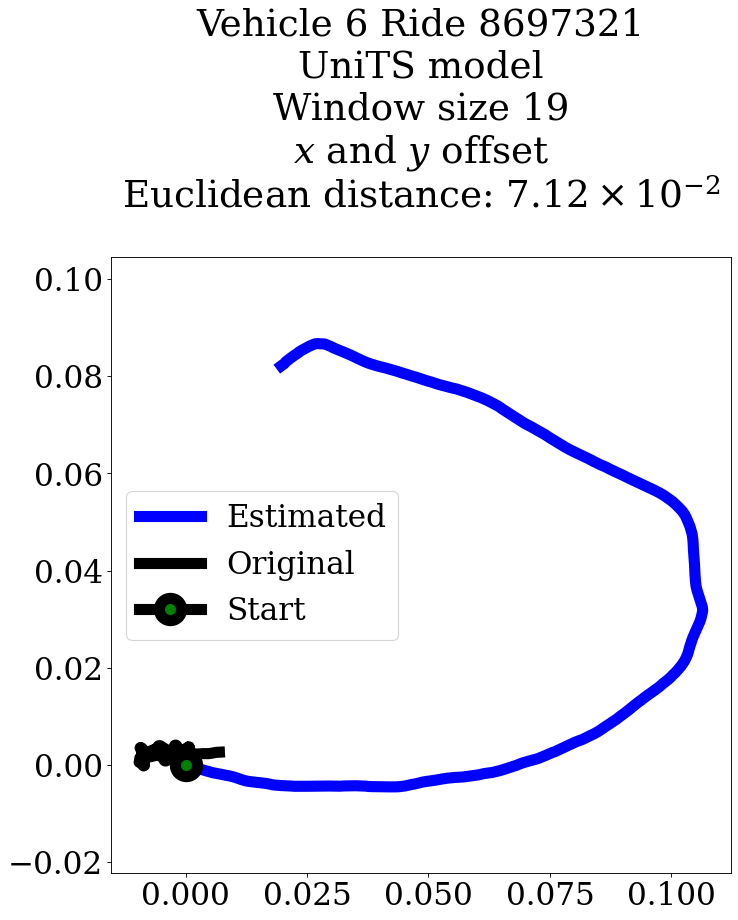 Vehicle 6 Ride 8697321
UniTS model
Window size 19
x and y offset
Euclidean distance: 7.12 × 10⁻²
0.10
0.08
0.06
0.04
0.02
0.00
−0.02
Estimated
Original
Start
0.000 0.025 0.050 0.075 0.100